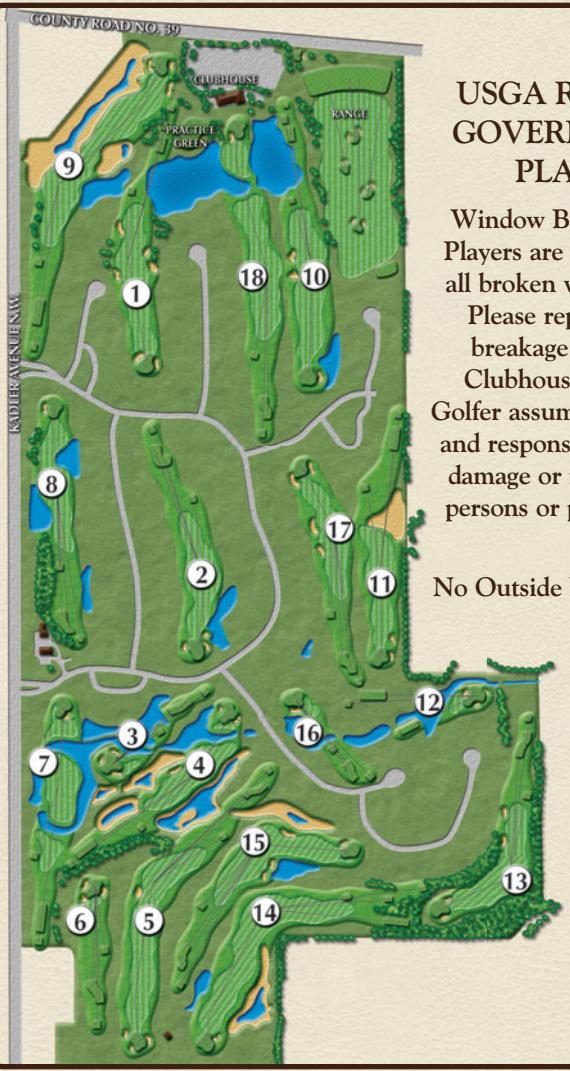 COUNTY ROAD NO. 39
CLUBHOUSE
RANGE
PRACTICE
GREEN
9
1
18
10
KADLER AVENUE N.W.
8
17
2
11
12
3
16
7
4
15
13
6
5
14
USGA R
GOVER
PLA
Window B
Players are
all broken
Please rep
breakage
Clubhous
Golfer assum
and respons
damage or
persons or p
No Outside